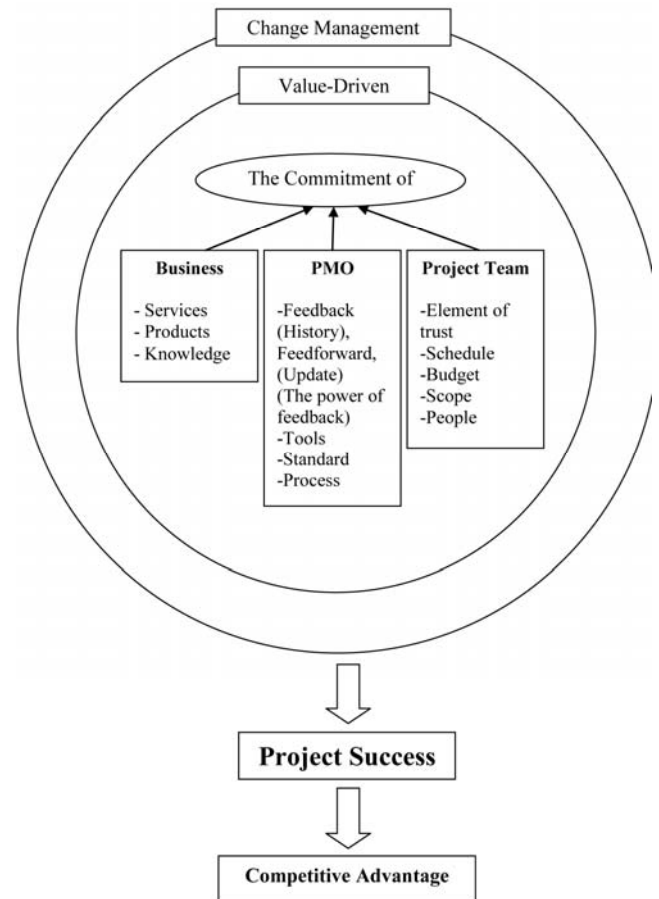 Change Management
Value-Driven
The Commitment of
Business
- Services
- Products
- Knowledge
PMO
-Feedback
(History),
Feedforward,
(Update)
(The power of
feedback)
-Tools
-Standard
-Process
Project Team
-Element of
trust
-Schedule
-Budget
-Scope
-People
Project Success
Competitive Advantage